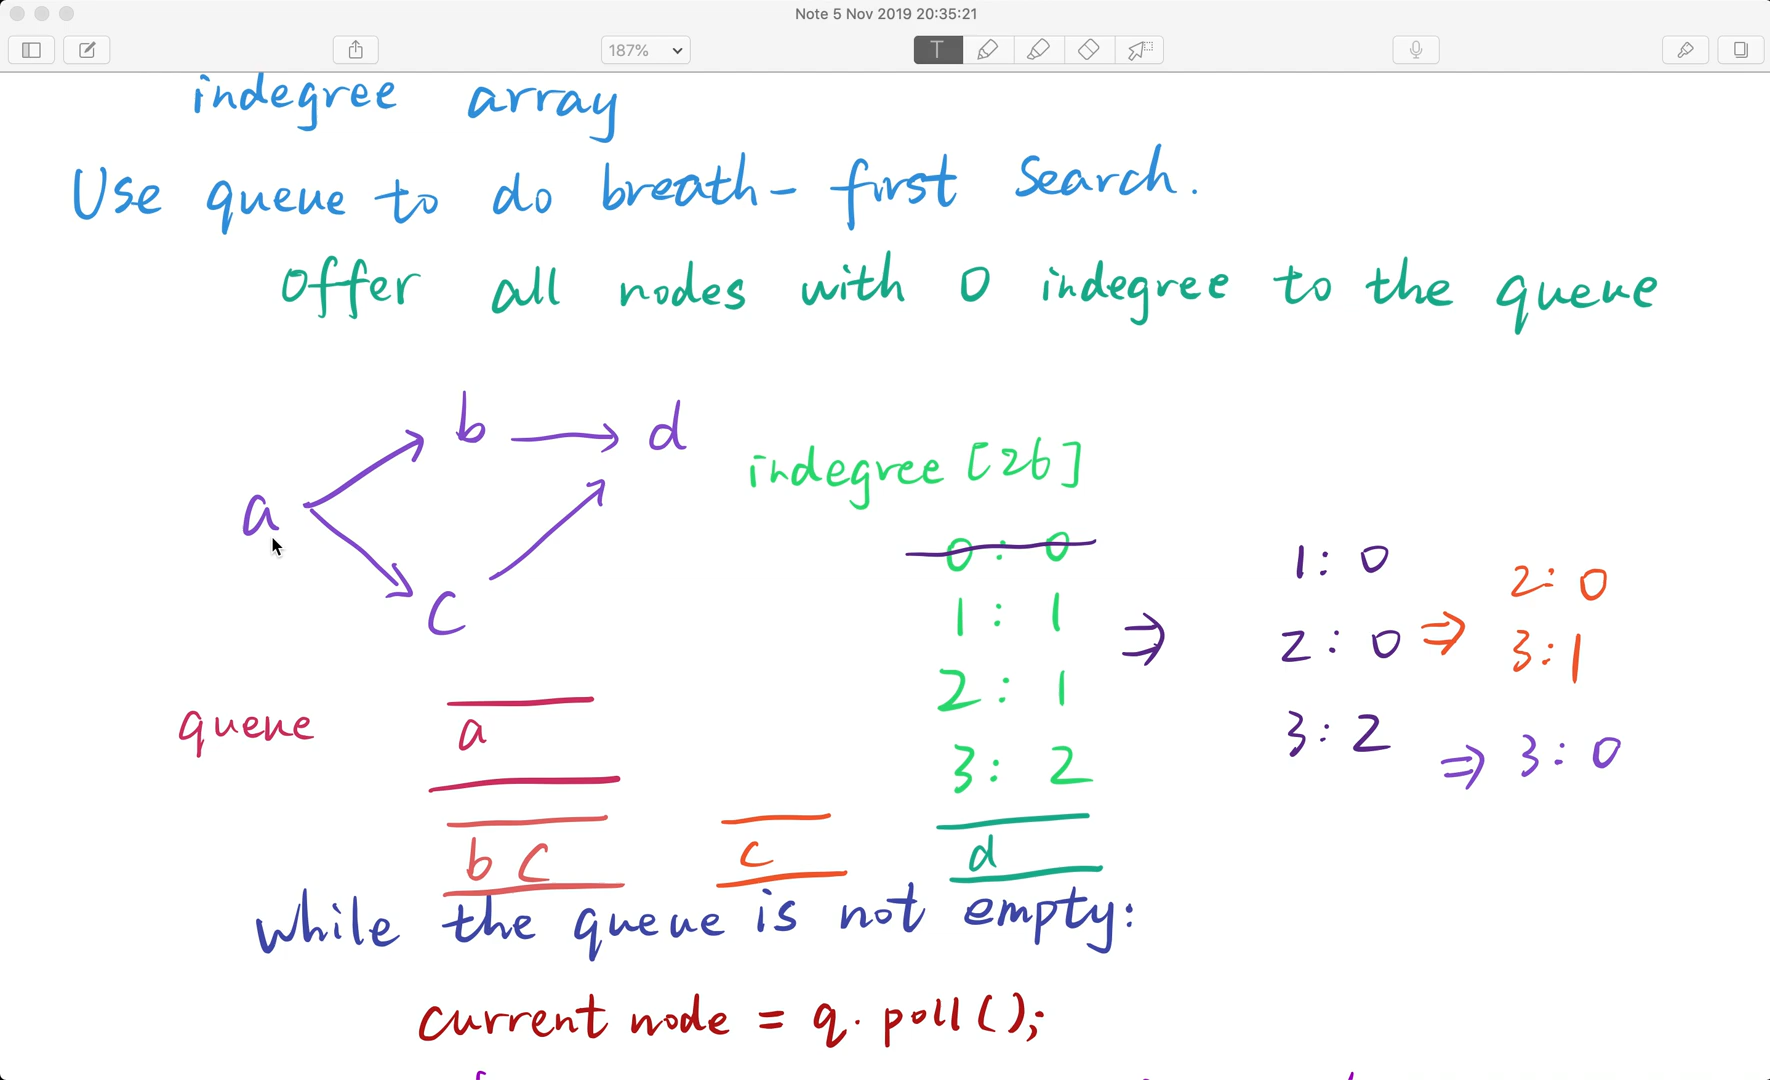 Note 5 Nov 2019 20:35:21
187%
T
indegree array
Use queue to do breath-first search.
Offer all nodes with 0 indegree to the queue
b d
a
c
indegree [26]
0: 0
1: 1
2: 1
3: 2
⇒
1: 0
2: 0
3: 2
⇒
2: 0
3: 1
⇒ 3: 0
queue
a
b c
c
d
while the queue is not empty:
current node = q.poll();